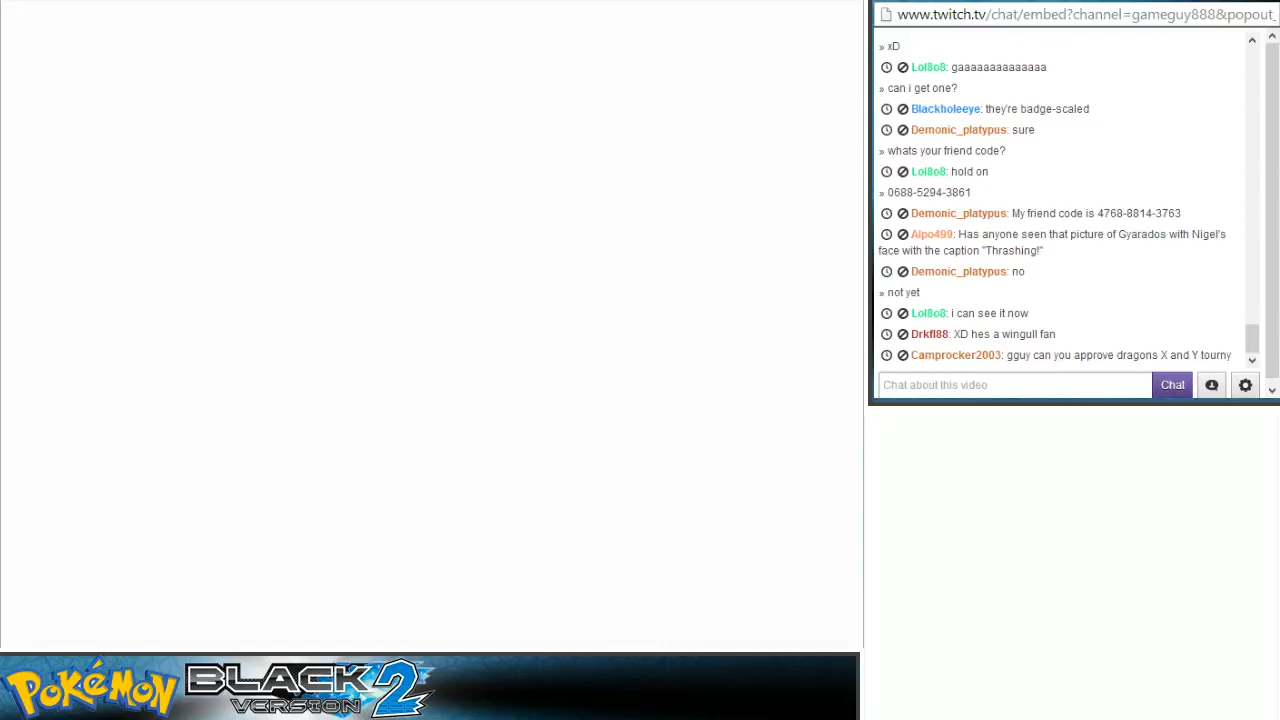 www.twitch.tv/chat/embed?channel=gameguy888&popout_
» xD
Lol8o8: gaaaaaaaaaaaaaa
» can i get one?
Blackholeeye: they're badge-scaled
Demonic_platypus: sure
» whats your friend code?
Lol8o8: hold on
» 0688-5294-3861
Demonic_platypus: My friend code is 4768-8814-3763
Alpo499: Has anyone seen that picture of Gyarados with Nigel's
face with the caption "Thrashing!"
Demonic_platypus: no
» not yet
Lol8o8: i can see it now
Drkfl88: XD hes a wingull fan
Camprocker2003: gguy can you approve dragons X and Y tourny
Chat about this video
Chat
POKéMON
BLACK 2
VERSION